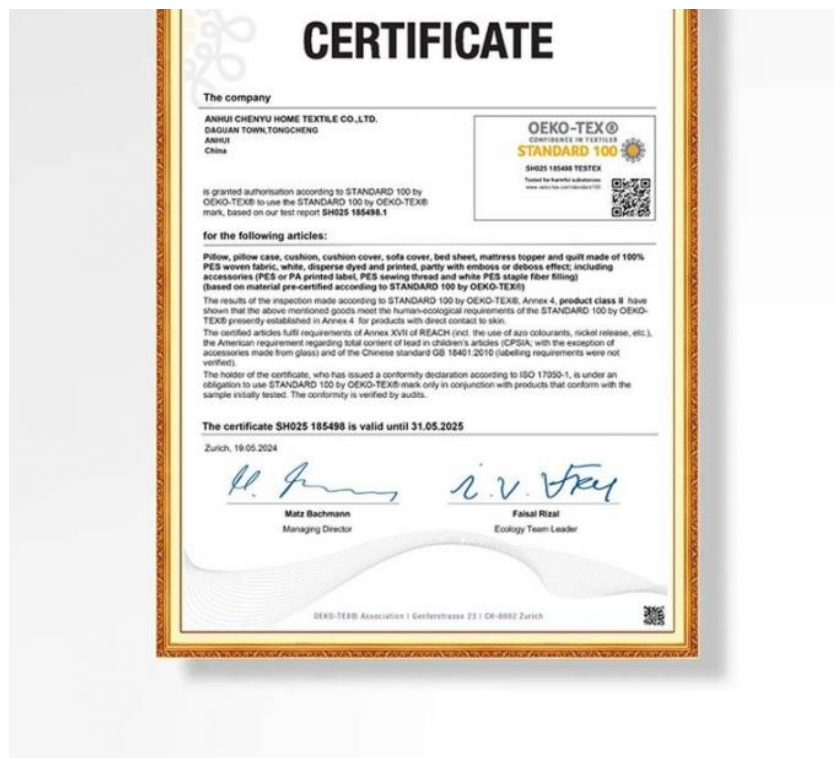 CERTIFICATE
The company
ANHUI CHENYU HOME TEXTILE CO.,LTD.
DAGUAN TOWN,TONGCHENG
ANHUI
China
OEKO-TEX®
CONFIDENCE IN TEXTILES
STANDARD 100
SH025 185498 TESTEX
Tested for harmful substances
www.oeko-tex.com/standard100
is granted authorisation according to STANDARD 100 by
OEKO-TEX® to use the STANDARD 100 by OEKO-TEX®
mark, based on our test report SH025 185498.1
for the following articles:
Pillow, pillow case, cushion, cushion cover, sofa cover, bed sheet, mattress topper and quilt made of 100%
PES woven fabric, white, disperse dyed and printed, partly with emboss or deboss effect; including
accessories (PES or PA printed label, PES sewing thread and white PES staple fiber filling)
(based on material pre-certified according to STANDARD 100 by OEKO-TEX®)
The results of the inspection made according to STANDARD 100 by OEKO-TEX®, Annex 4, product class II have
shown that the above mentioned goods meet the human-ecological requirements of the STANDARD 100 by OEKO-
TEX® presently established in Annex 4 for products with direct contact to skin.
The certified articles fulfil requirements of Annex XVII of REACH (incl. the use of azo colourants, nickel release, etc.),
the American requirement regarding total content of lead in children's articles (CPSIA; with the exception of
accessories made from glass) and of the Chinese standard GB 18401:2010 (labelling requirements were not
verified).
The holder of the certificate, who has issued a conformity declaration according to ISO 17050-1, is under an
obligation to use STANDARD 100 by OEKO-TEX® mark only in conjunction with products that conform with the
sample initially tested. The conformity is verified by audits.
The certificate SH025 185498 is valid until 31.05.2025
Zurich, 19.05.2024
Matz Bachmann
Managing Director
Faisal Rizal
Ecology Team Leader
OEKO-TEX® Association | Genferstrasse 23 | CH-8002 Zurich